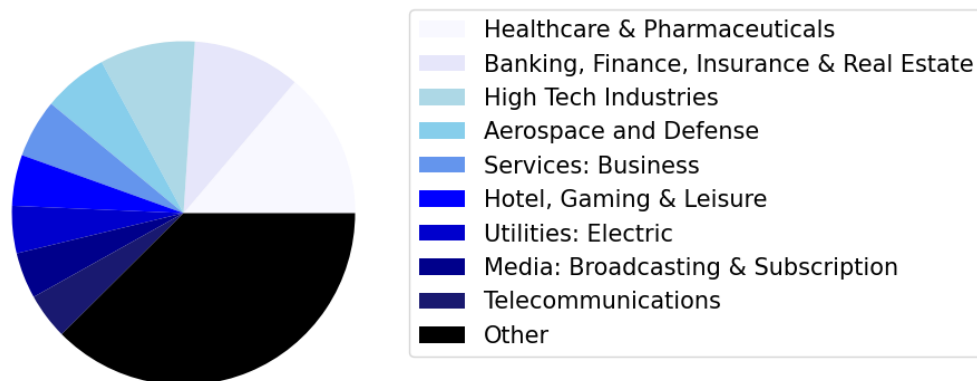 Healthcare & Pharmaceuticals
Banking, Finance, Insurance & Real Estate
High Tech Industries
Aerospace and Defense
Services: Business
Hotel, Gaming & Leisure
Utilities: Electric
Media: Broadcasting & Subscription
Telecommunications
Other